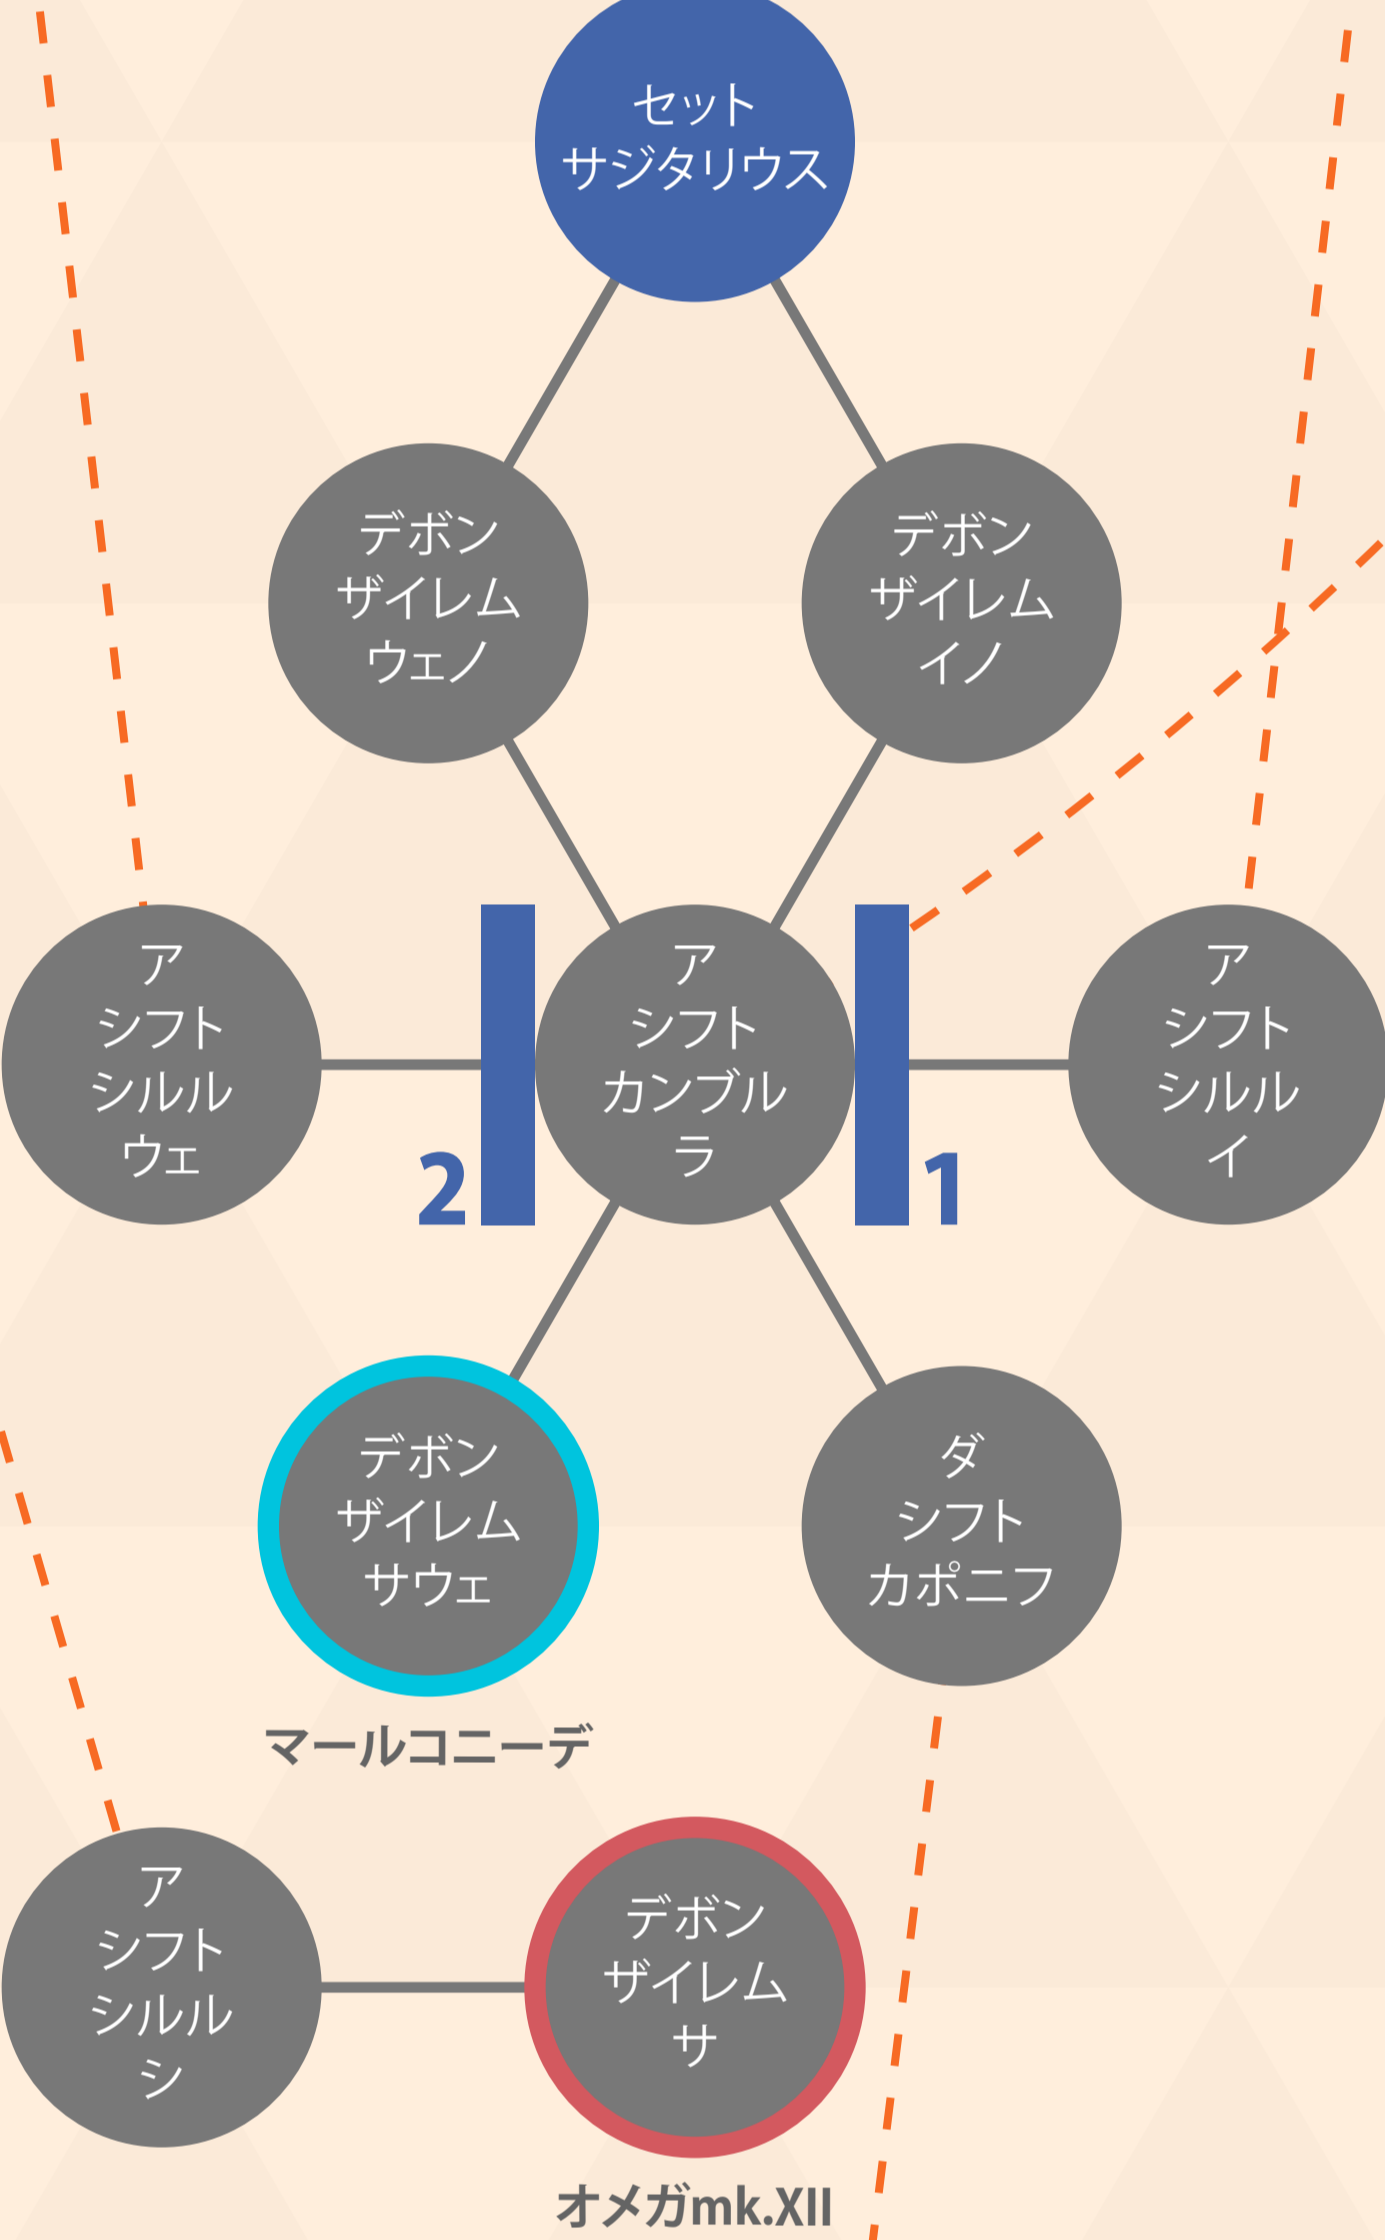 セット
サジタリウス
デボン
ザイレム
ウェノ
デボン
ザイレム
イノ
ア
シフト
シルル
ウェ
2
ア
シフト
カンブル
ラ
1
ア
シフト
シルル
イ
デボン
ザイレム
サウェ
マールコニーデ
ダ
シフト
カポニフ
ア
シフト
シルル
シ
デボン
ザイレム
サ
オメガmk.XII